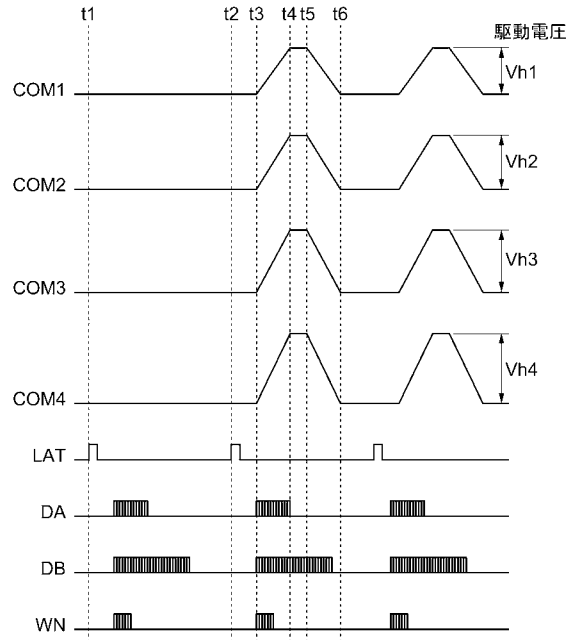 t1 t2 t3 t4 t5 t6
駆動電圧
COM1 Vh1
COM2 Vh2
COM3 Vh3
COM4 Vh4
LAT
DA
DB
WN